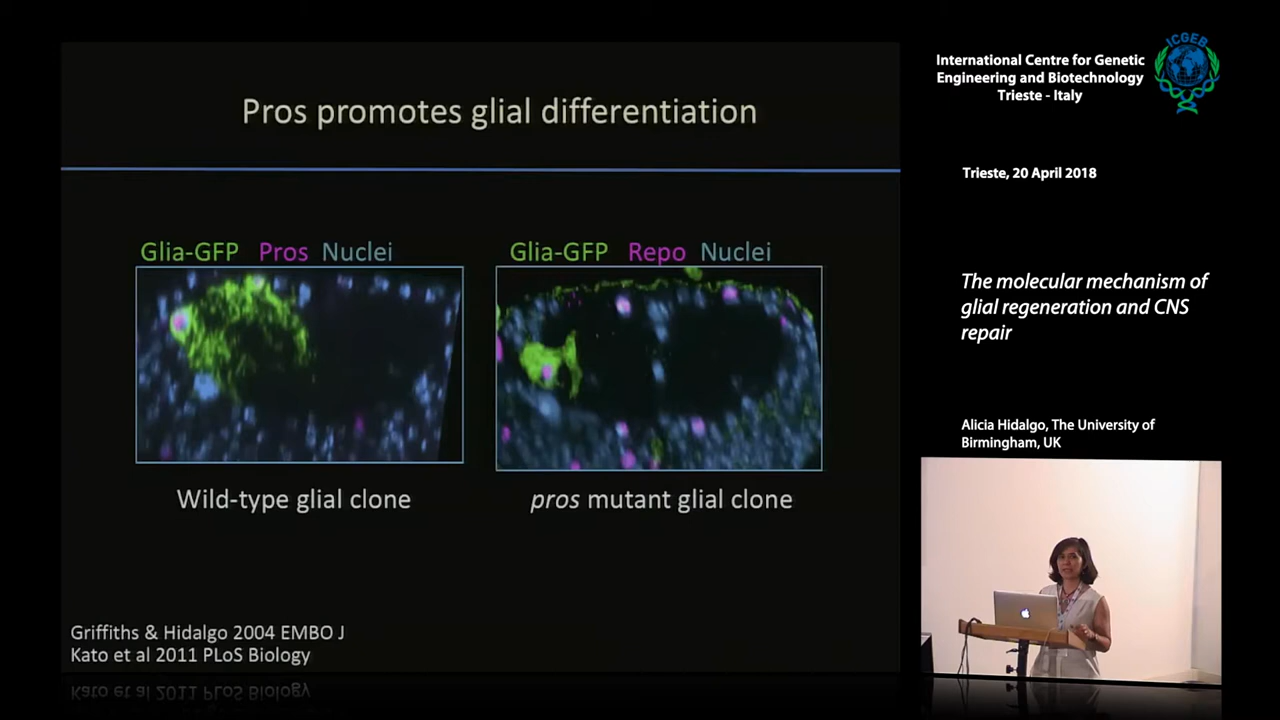 Pros promotes glial differentiation
Glia-GFP Pros Nuclei
Glia-GFP Repo Nuclei
Wild-type glial clone
pros mutant glial clone
Griffiths & Hidalgo 2004 EMBO J
Kato et al 2011 PLoS Biology
International Centre for Genetic
Engineering and Biotechnology
Trieste - Italy
ICGEB
Trieste, 20 April 2018
The molecular mechanism of
glial regeneration and CNS
repair
Alicia Hidalgo, The University of
Birmingham, UK